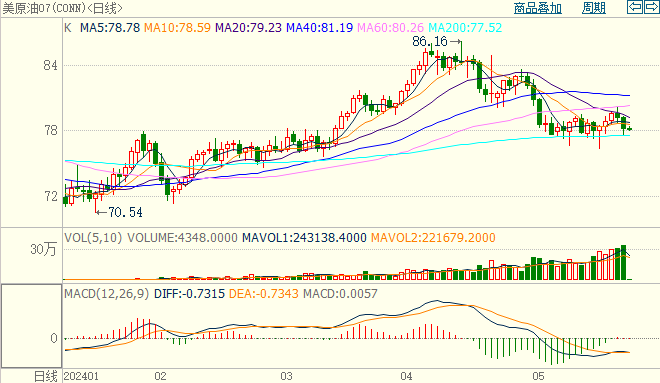 美原油07(CONN)<日线> 商品叠加 周期
K MA5:78.78 MA10:78.59 MA20:79.23 MA40:81.19 MA60:80.26 MA200:77.52
86.16
84
78
72
70.54
VOL(5,10) VOLUME:4348.0000 MAVOL1:243138.4000 MAVOL2:221679.2000
30万
MACD(12,26,9) DIFF:-0.7315 DEA:-0.7343 MACD:0.0057
0
日线 202401 02 03 04 05